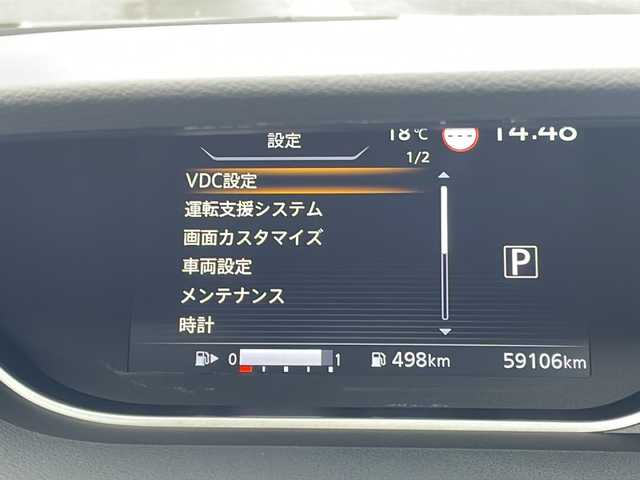 設定 18℃ 14:46
1/2
VDC設定
運転支援システム
画面カスタマイズ
車両設定
P
メンテナンス
時計
0 1 498km 59106km